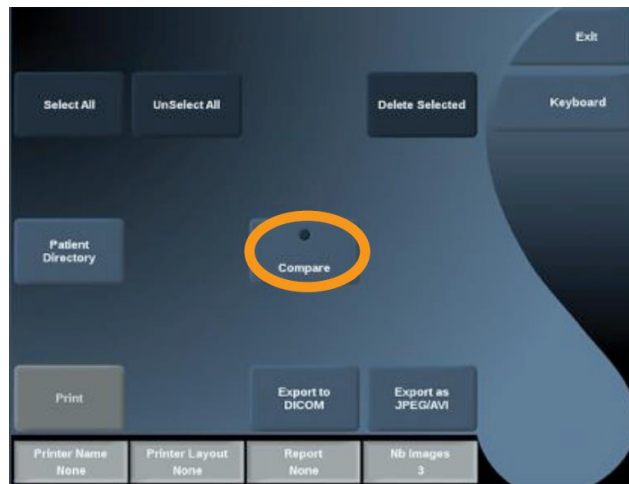 Exit
Select All
UnSelect All
Delete Selected
Keyboard
Patient
Directory
Compare
Print
Export to
DICOM
Export as
JPEG/AVI
Printer Name
None
Printer Layout
None
Report
None
Nb Images
3